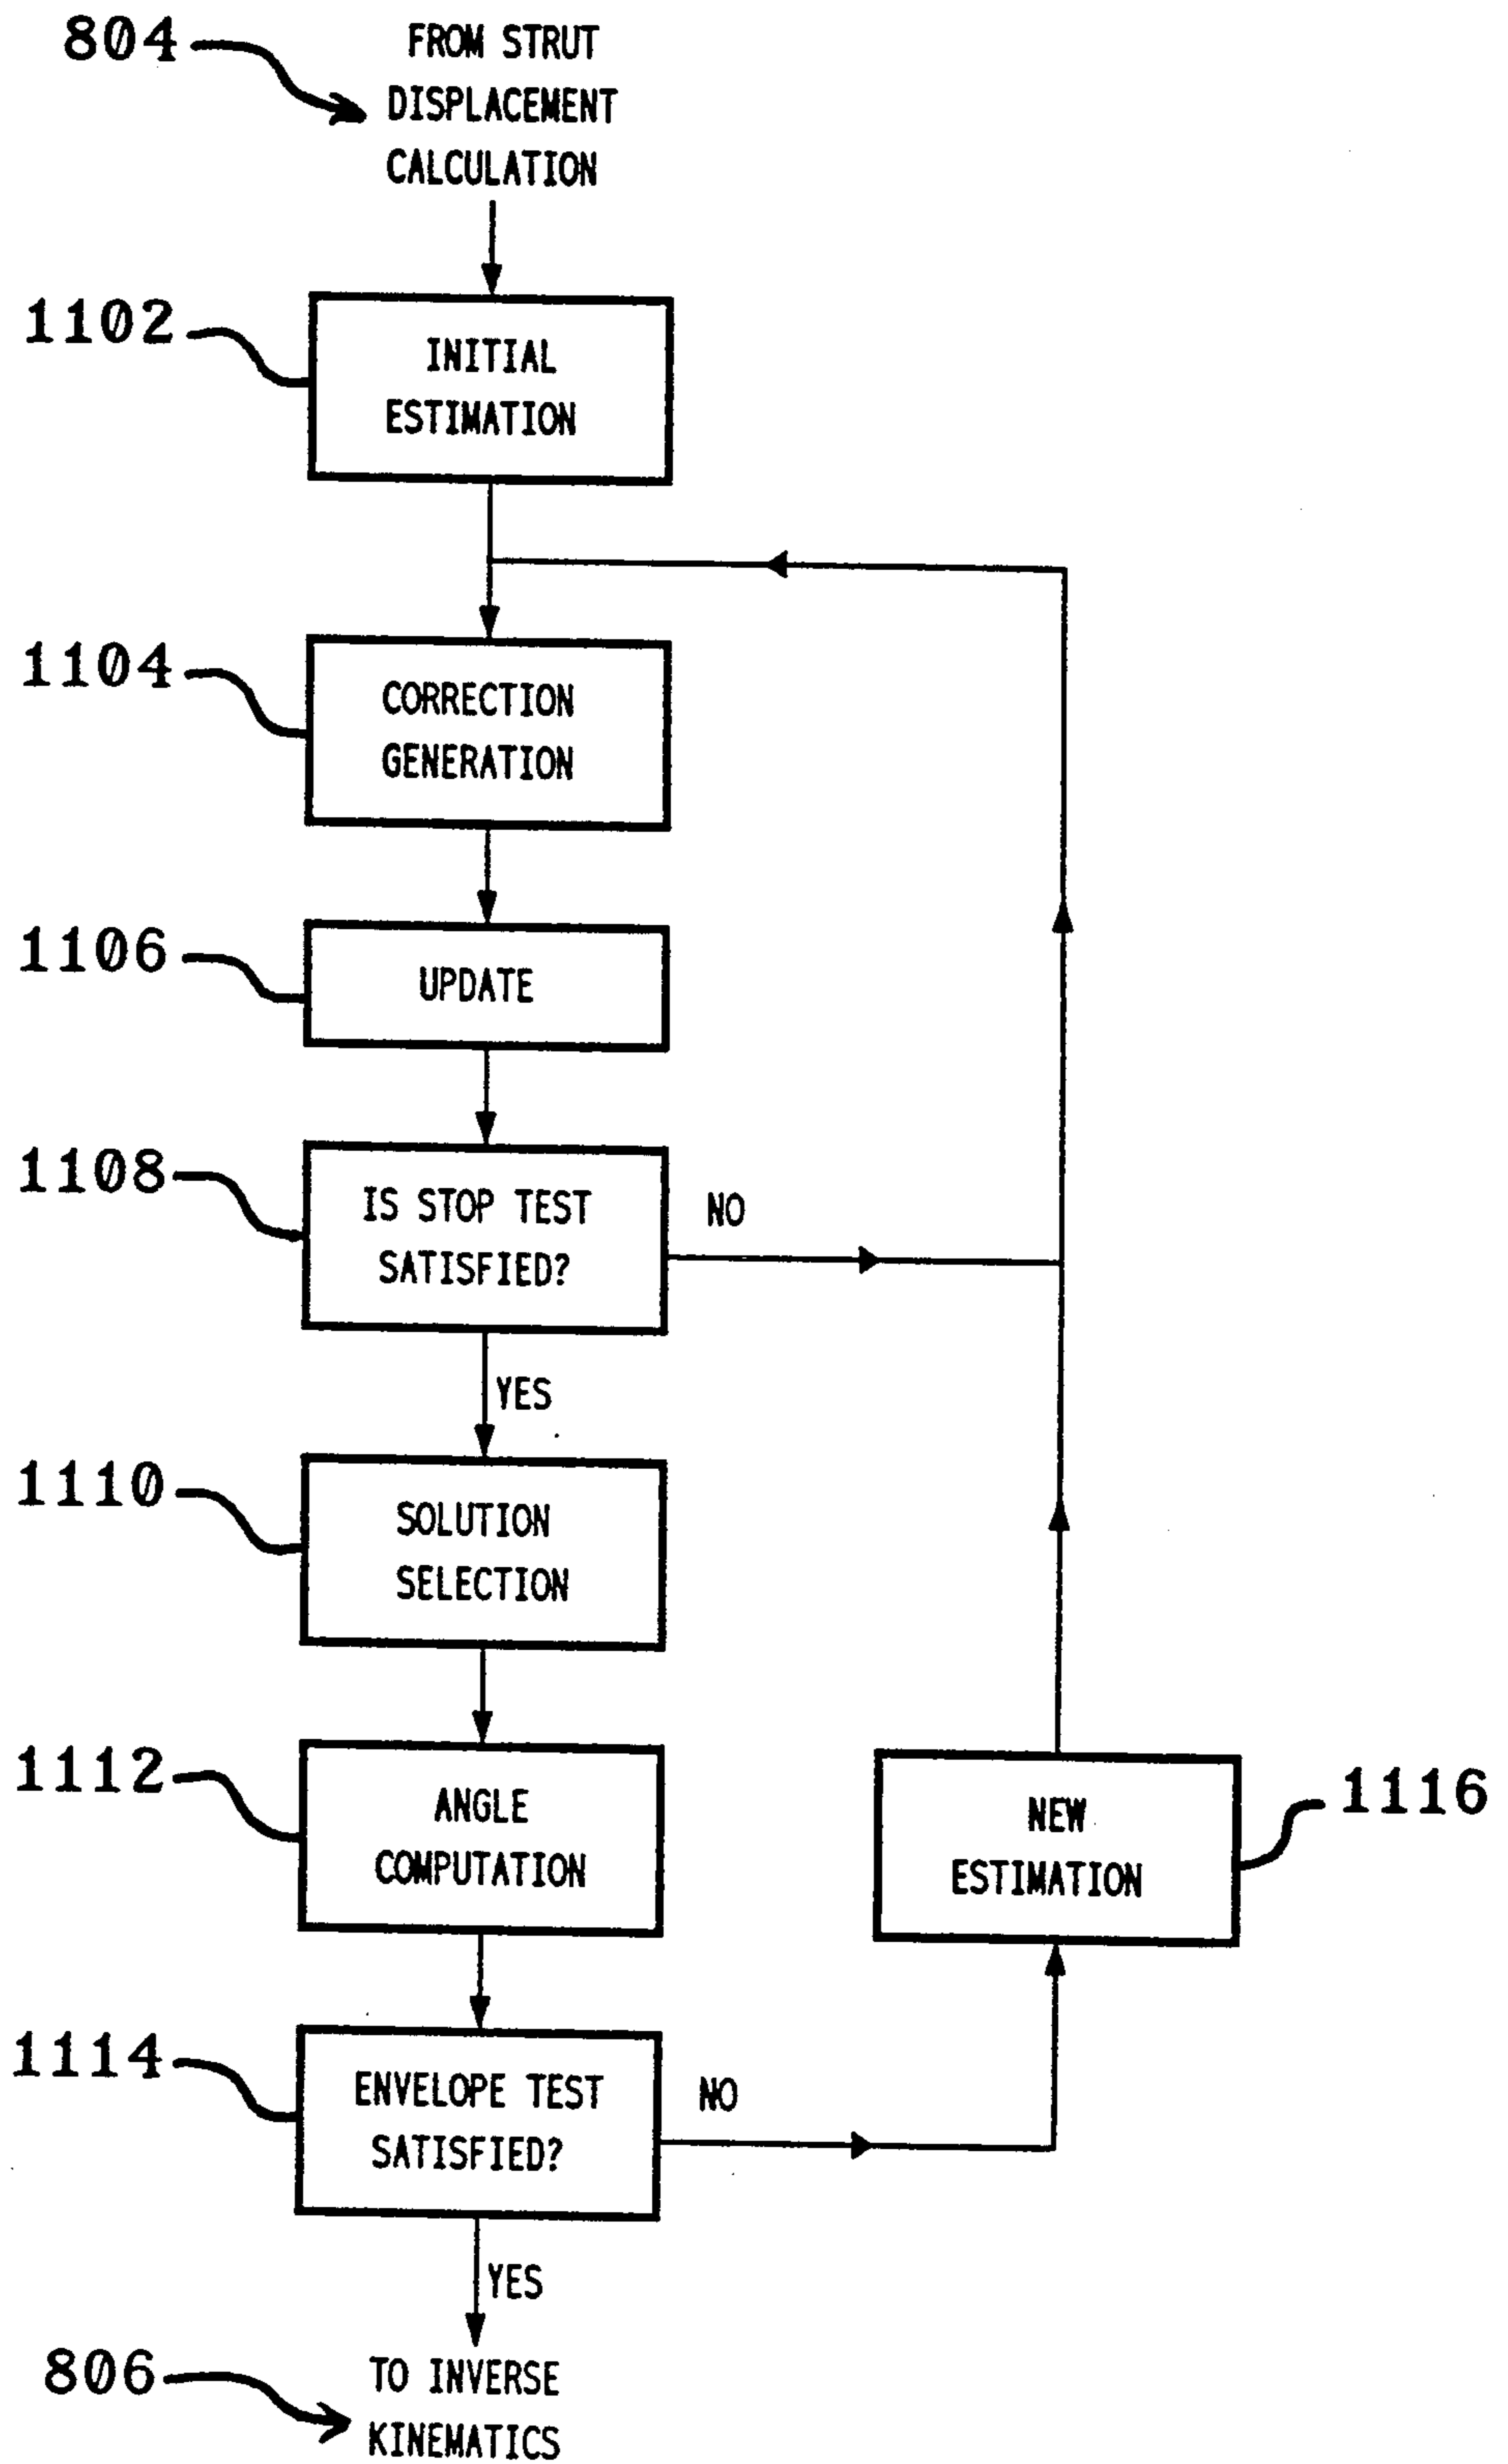 804
FROM STRUT
DISPLACEMENT
CALCULATION
1102
INITIAL
ESTIMATION
1104
CORRECTION
GENERATION
1106
UPDATE
1108
IS STOP TEST
SATISFIED?
NO
YES
1110
SOLUTION
SELECTION
1112
ANGLE
COMPUTATION
NEW
ESTIMATION
1116
1114
ENVELOPE TEST
SATISFIED?
NO
YES
806
TO INVERSE
KINEMATICS